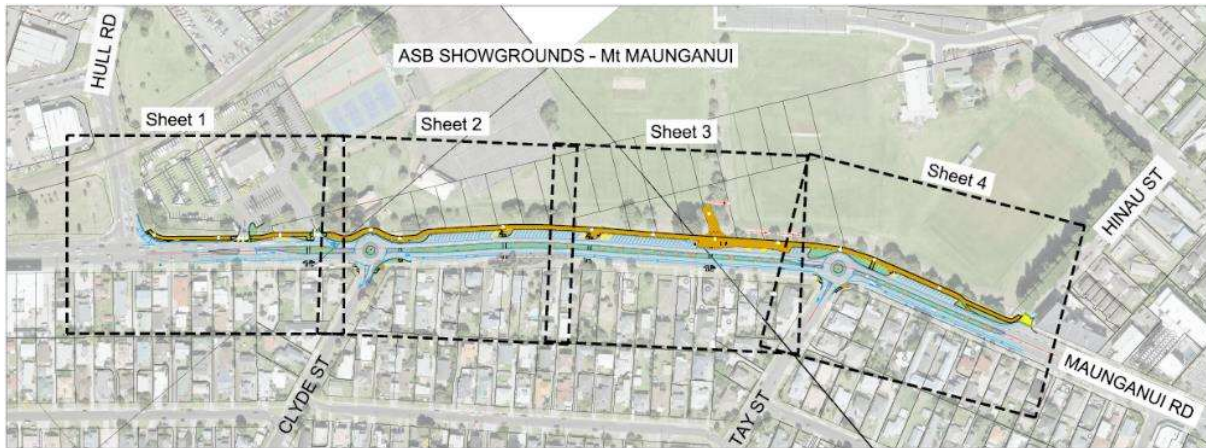 HULL RD
ASB SHOWGROUNDS - Mt MAUNGANUI
Sheet 1
Sheet 2
Sheet 3
Sheet 4
HINAU ST
CLYDE ST
TAY ST
MAUNGANUI RD